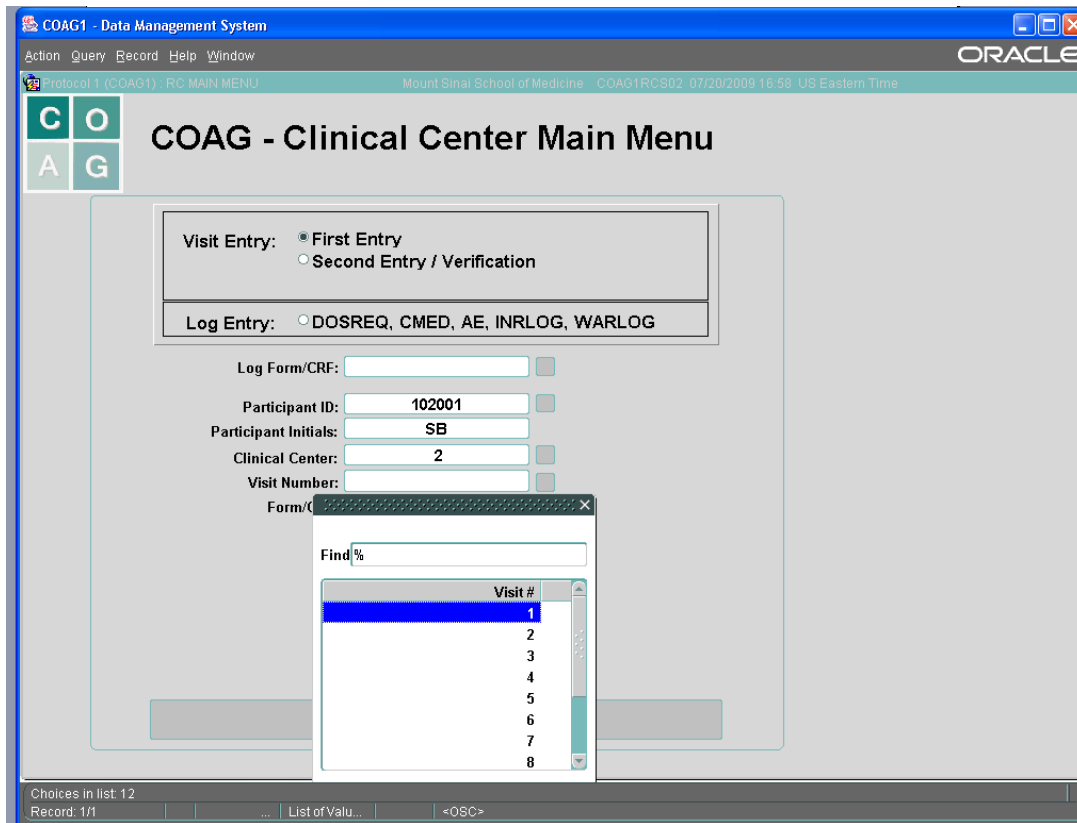 COAG1 - Data Management System
Action Query Record Help Window
ORACLE
Protocol 1 (COAG1) : RC MAIN MENU Mount Sinai School of Medicine COAG1RCS02 07/20/2009 16:58 US Eastern Time
C O
A G
COAG - Clinical Center Main Menu
Visit Entry: First Entry
Second Entry / Verification
Log Entry: DOSREQ, CMED, AE, INRLOG, WARLOG
Log Form/CRF:
Participant ID: 102001
Participant Initials: SB
Clinical Center: 2
Visit Number:
Form/C
Find %
Visit #
1
2
3
4
5
6
7
8
Choices in list: 12
Record: 1/1 ... List of Valu... <OSC>